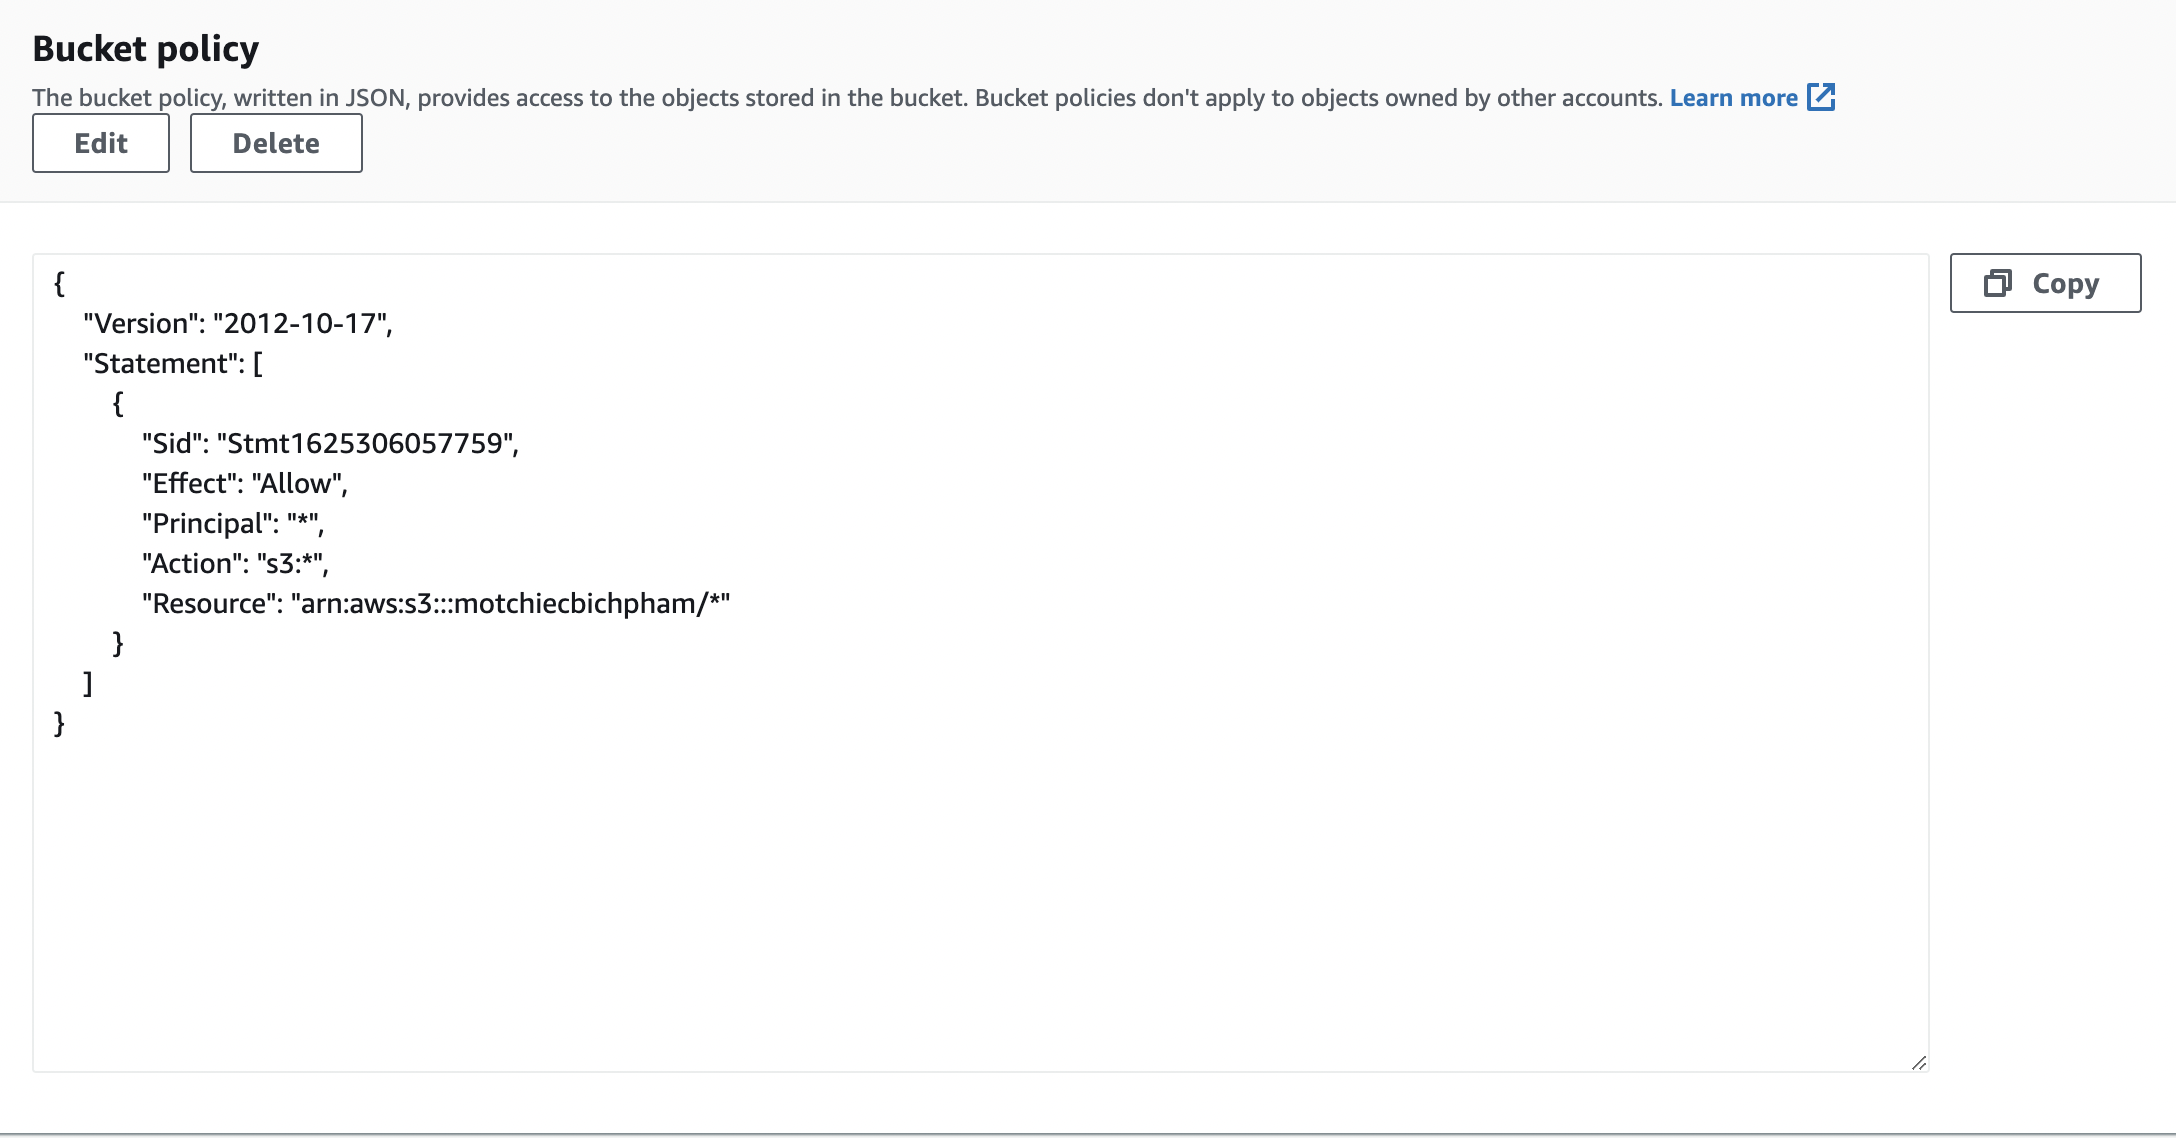 Bucket policy
The bucket policy, written in JSON, provides access to the objects stored in the bucket. Bucket policies don't apply to objects owned by other accounts. Learn more
Edit Delete
Copy
{
"Version": "2012-10-17",
"Statement": [
{
"Sid": "Stmt1625306057759",
"Effect": "Allow",
"Principal": "*",
"Action": "s3:*",
"Resource": "arn:aws:s3:::motchiecbichpham/*"
}
]
}